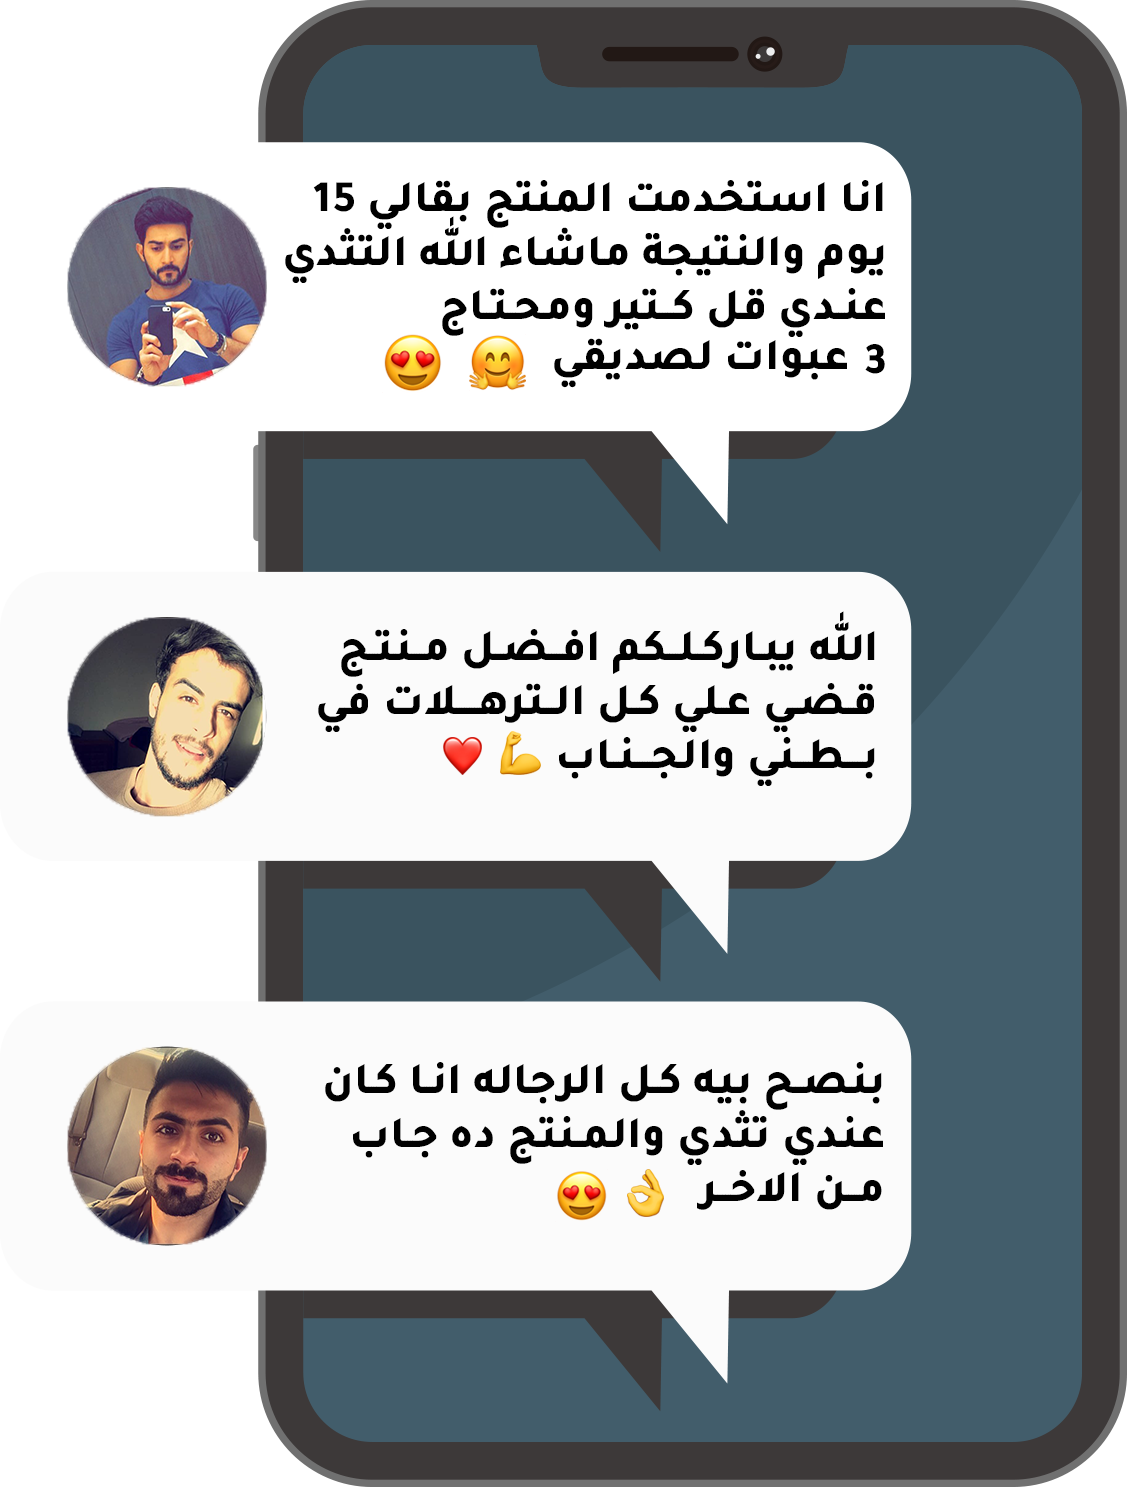 انا استخدمت المنتج بقالي 15
يوم والنتيجة ماشاء الله التثدي
عندي قل كتير ومحتاج
3 عبوات لصديقي 🤗 😍
الله يباركلكم افضل منتج
قضي علي كل الترهلات في
بطني والجناب 💪 ❤️
بنصح بيه كل الرجاله انا كان
عندي تثدي والمنتج ده جاب
من الاخر 👌 😍